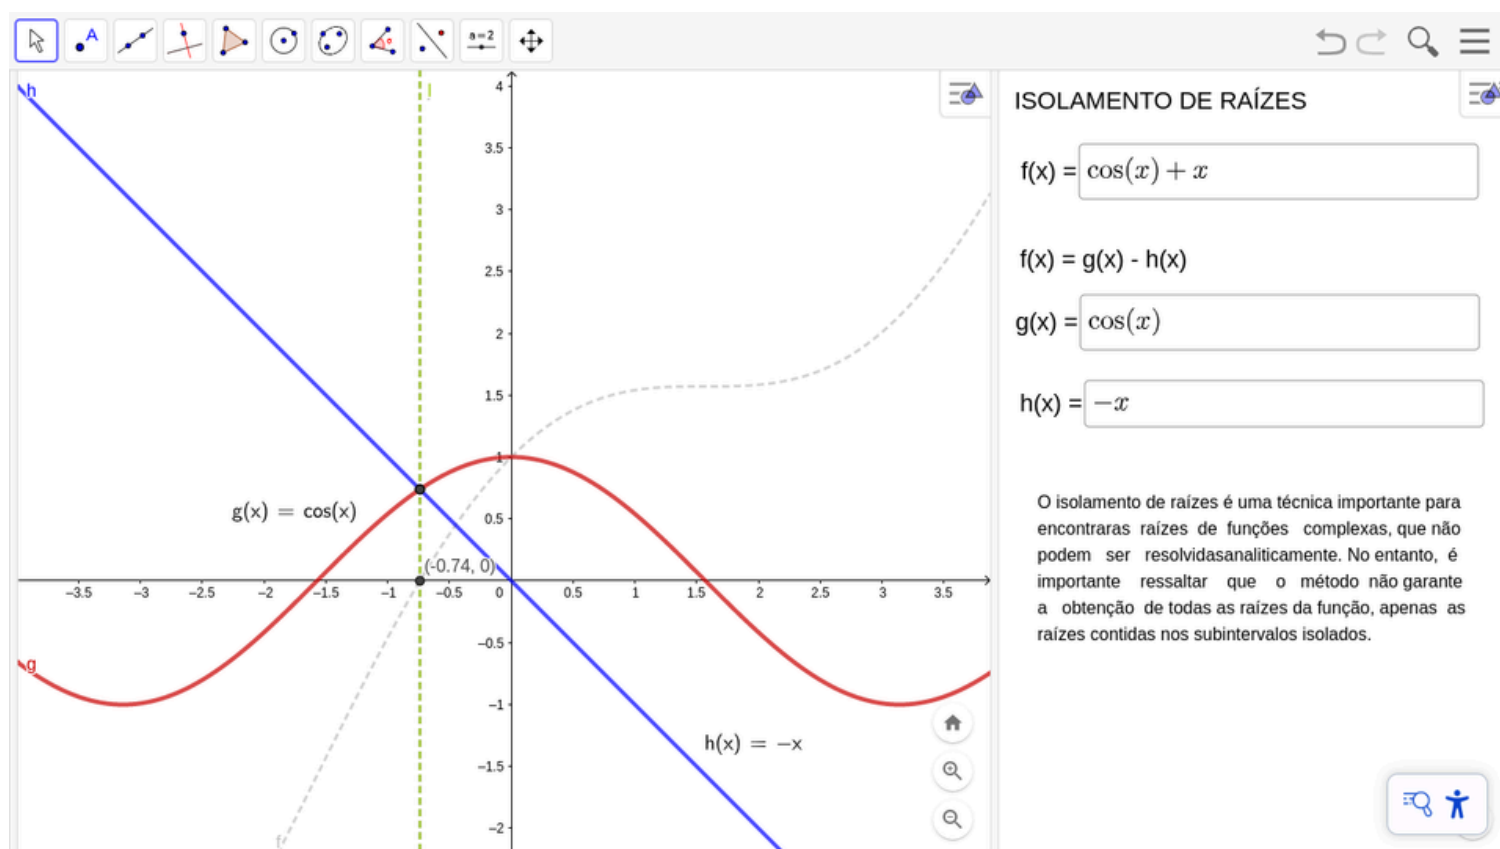 A
a=2
h
j
4
3.5
3
2.5
2
1.5
1
g(x) = cos(x)
0.5
(-0.74, 0)
−3.5 −3 −2.5 −2 −1.5 −1 −0.5 0 0.5 1 1.5 2 2.5 3 3.5
−0.5
g
−1
h(x) = −x
−1.5
−2
f
ISOLAMENTO DE RAÍZES
f(x) = cos(x) + x
f(x) = g(x) - h(x)
g(x) = cos(x)
h(x) = −x
O isolamento de raízes é uma técnica importante para
encontraras raízes de funções complexas, que não
podem ser resolvidasanaliticamente. No entanto, é
importante ressaltar que o método não garante
a obtenção de todas as raízes da função, apenas as
raízes contidas nos subintervalos isolados.